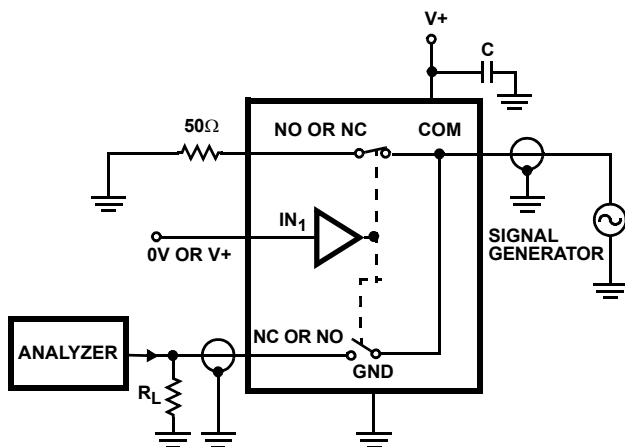 V+
C
50Ω
NO OR NC
COM
IN1
0V OR V+
SIGNAL
GENERATOR
NC OR NO
ANALYZER
GND
RL